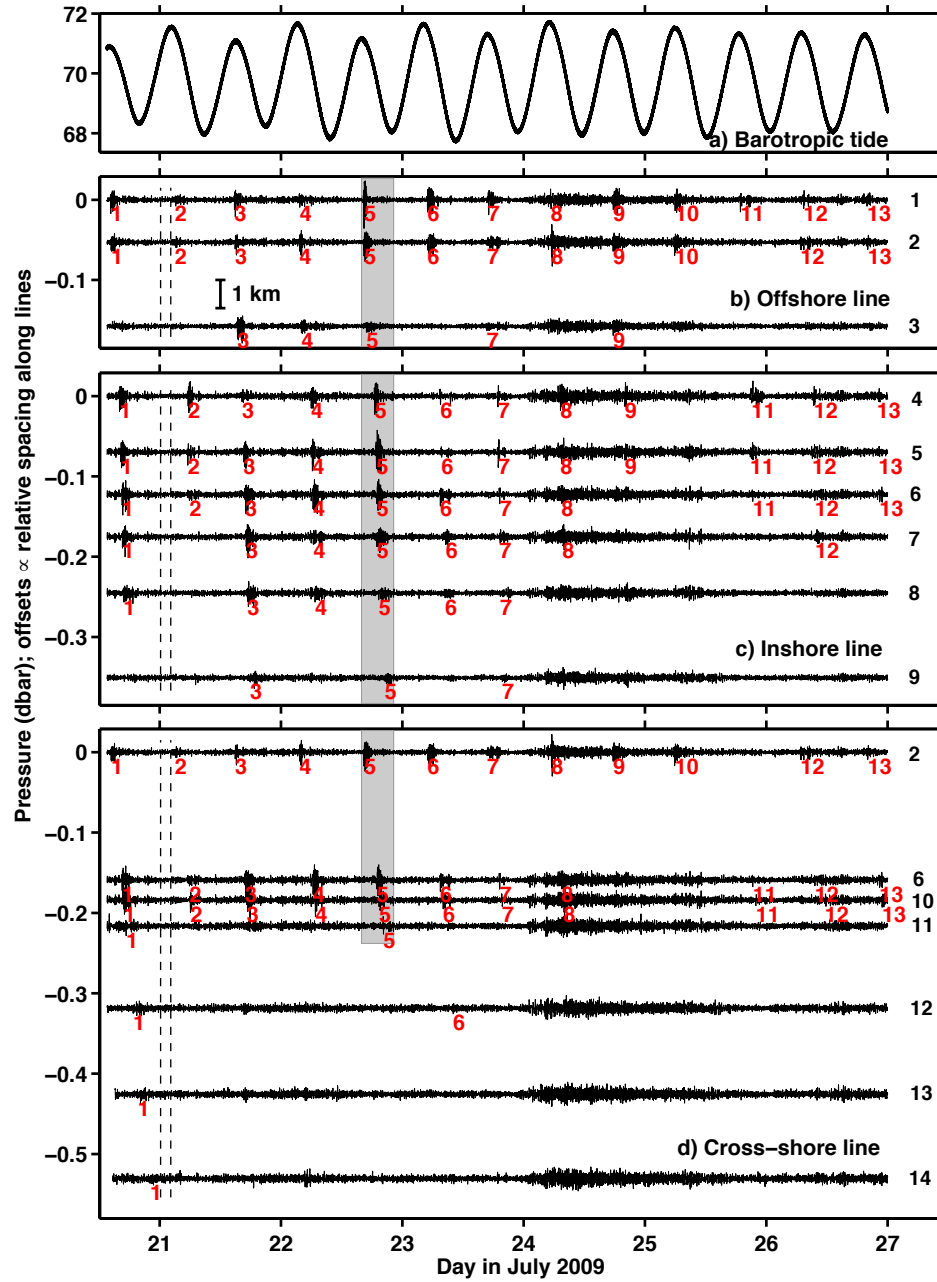 72
70
68
a) Barotropic tide
Pressure (dbar); offsets ∝ relative spacing along lines
0
1
1 2 3 4 5 6 7 8 9 10 11 12 13
2
1 2 3 4 5 6 7 8 9 10 12 13
−0.1
1 km
b) Offshore line
3
3 4 5 7 9
0
4
1 2 3 4 5 6 7 8 9 11 12 13
5
1 2 3 4 5 6 7 8 9 11 12 13
−0.1
6
1 2 3 4 5 6 7 8 11 12 13
7
1 3 4 5 6 7 8 12
−0.2
8
1 3 4 5 6 7
−0.3
c) Inshore line
9
3 5 7
0
2
1 2 3 4 5 6 7 8 9 10 12 13
−0.1
6
1 2 3 4 5 6 7 8 11 12 13
10
−0.2
1 2 3 4 5 6 7 8 11 12 13
11
1 5
−0.3
12
1 6
−0.4
13
1
−0.5
d) Cross−shore line
14
1
21 22 23 24 25 26 27
Day in July 2009